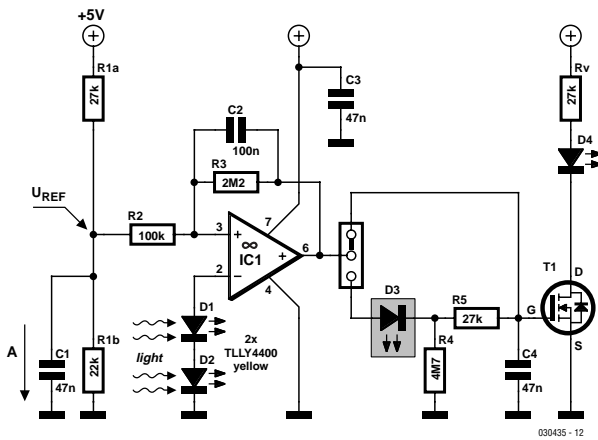 +5V
R1a
27k
C3
47n
Rv
27k
D4
C2
100n
R3
2M2
UREF
R2
100k
3
+
∞
IC1
7
+
6
2
-
4
T1
D
G
S
D3
R5
27k
R4
4M7
C4
47n
D1
D2
light
2x
TLLY4400
yellow
A
C1
47n
R1b
22k
030435 - 12